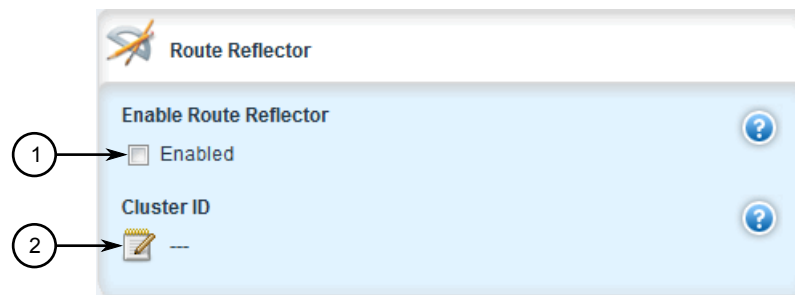 Route Reflector
Enable Route Reflector
?
1
Enabled
Cluster ID
?
2
---